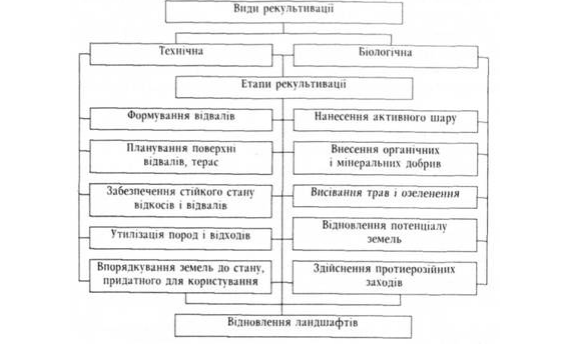 Види рекультивації
Технічна
Біологічна
Етапи рекультивації
Формування відвалів
Нанесення активного шару
Планування поверхні
відвалів, терас
Внесення органічних
і мінеральних добрив
Забезпечення стійкого стану
відкосів і відвалів
Висівання трав і озеленення
Утилізація пород і відходів
Відновлення потенціалу
земель
Впорядкування земель до стану,
придатного для користування
Здійснення протиерозійних
заходів
Відновлення ландшафтів